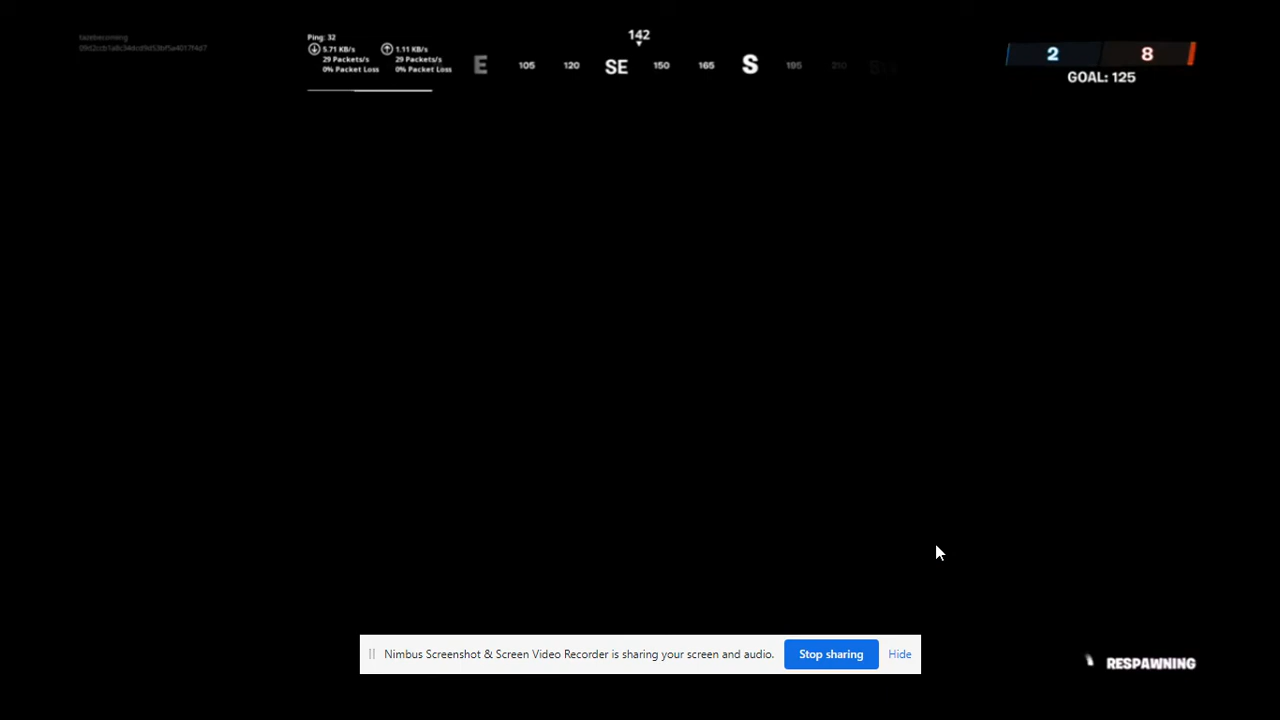 tazebecoming
Ping: 32
5.71 KB/s 1.11 KB/s
29 Packets/s 29 Packets/s
0% Packet Loss 0% Packet Loss
142
E 105 120 SE 150 165 S 195 210
2 8
GOAL: 125
Nimbus Screenshot & Screen Video Recorder is sharing your screen and audio. Stop sharing Hide
RESPAWNING